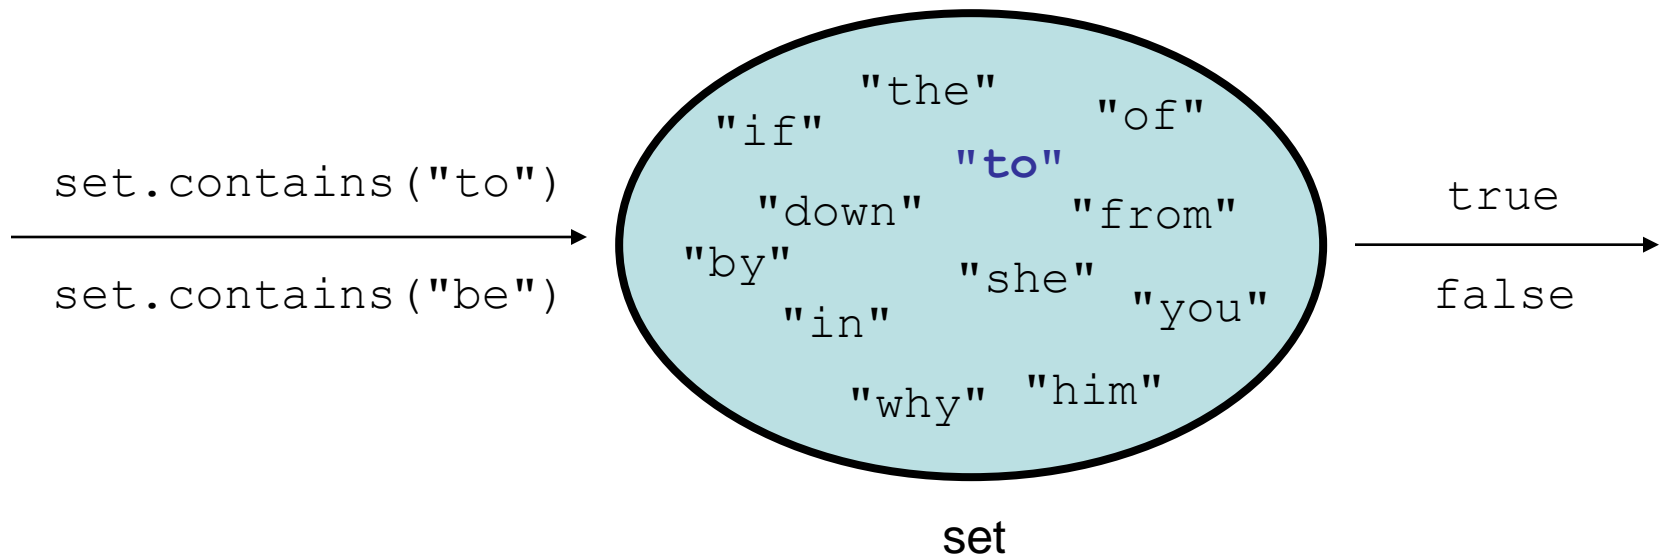 set.contains("to")
set.contains("be")
"the"
"of"
"if"
"to"
"down"
"from"
"by"
"she"
"you"
"in"
"him"
"why"
true
false
set